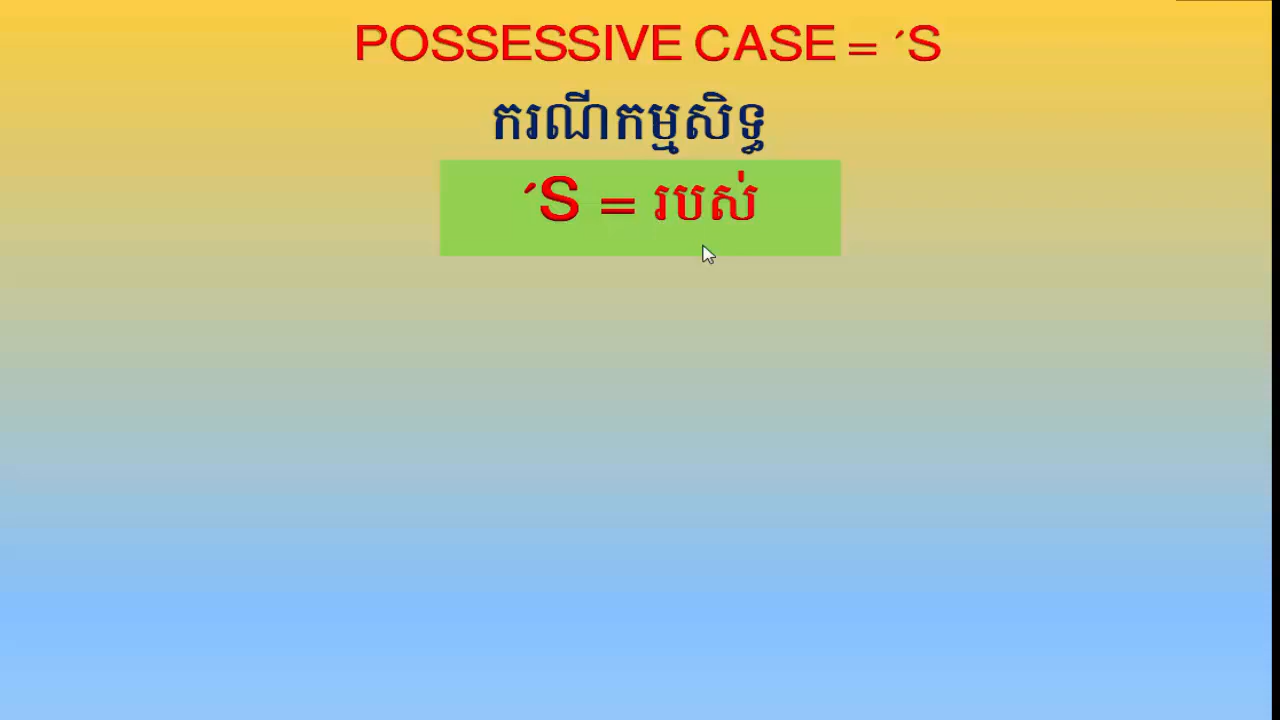 POSSESSIVE CASE = ´S
ករណីកម្មសិទ្ធ
´S = របស់